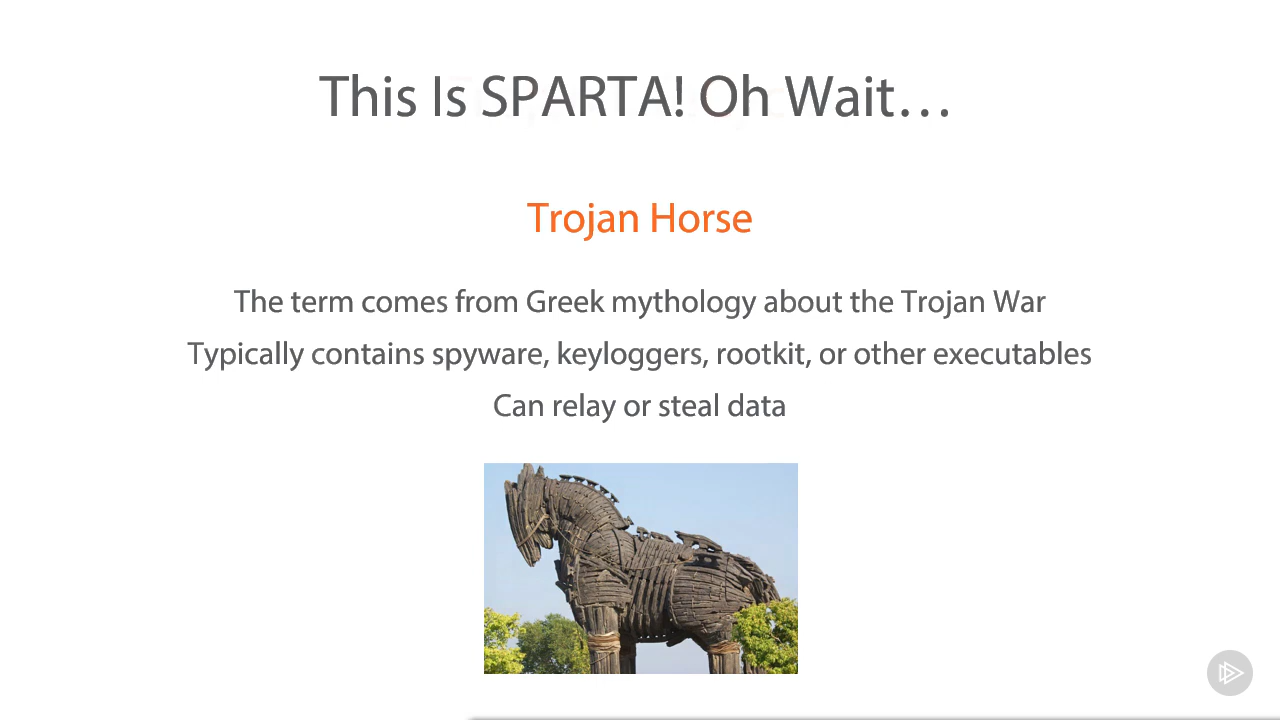 This Is SPARTA! Oh Wait…
Trojan Horse
The term comes from Greek mythology about the Trojan War
Typically contains spyware, keyloggers, rootkit, or other executables
Can relay or steal data